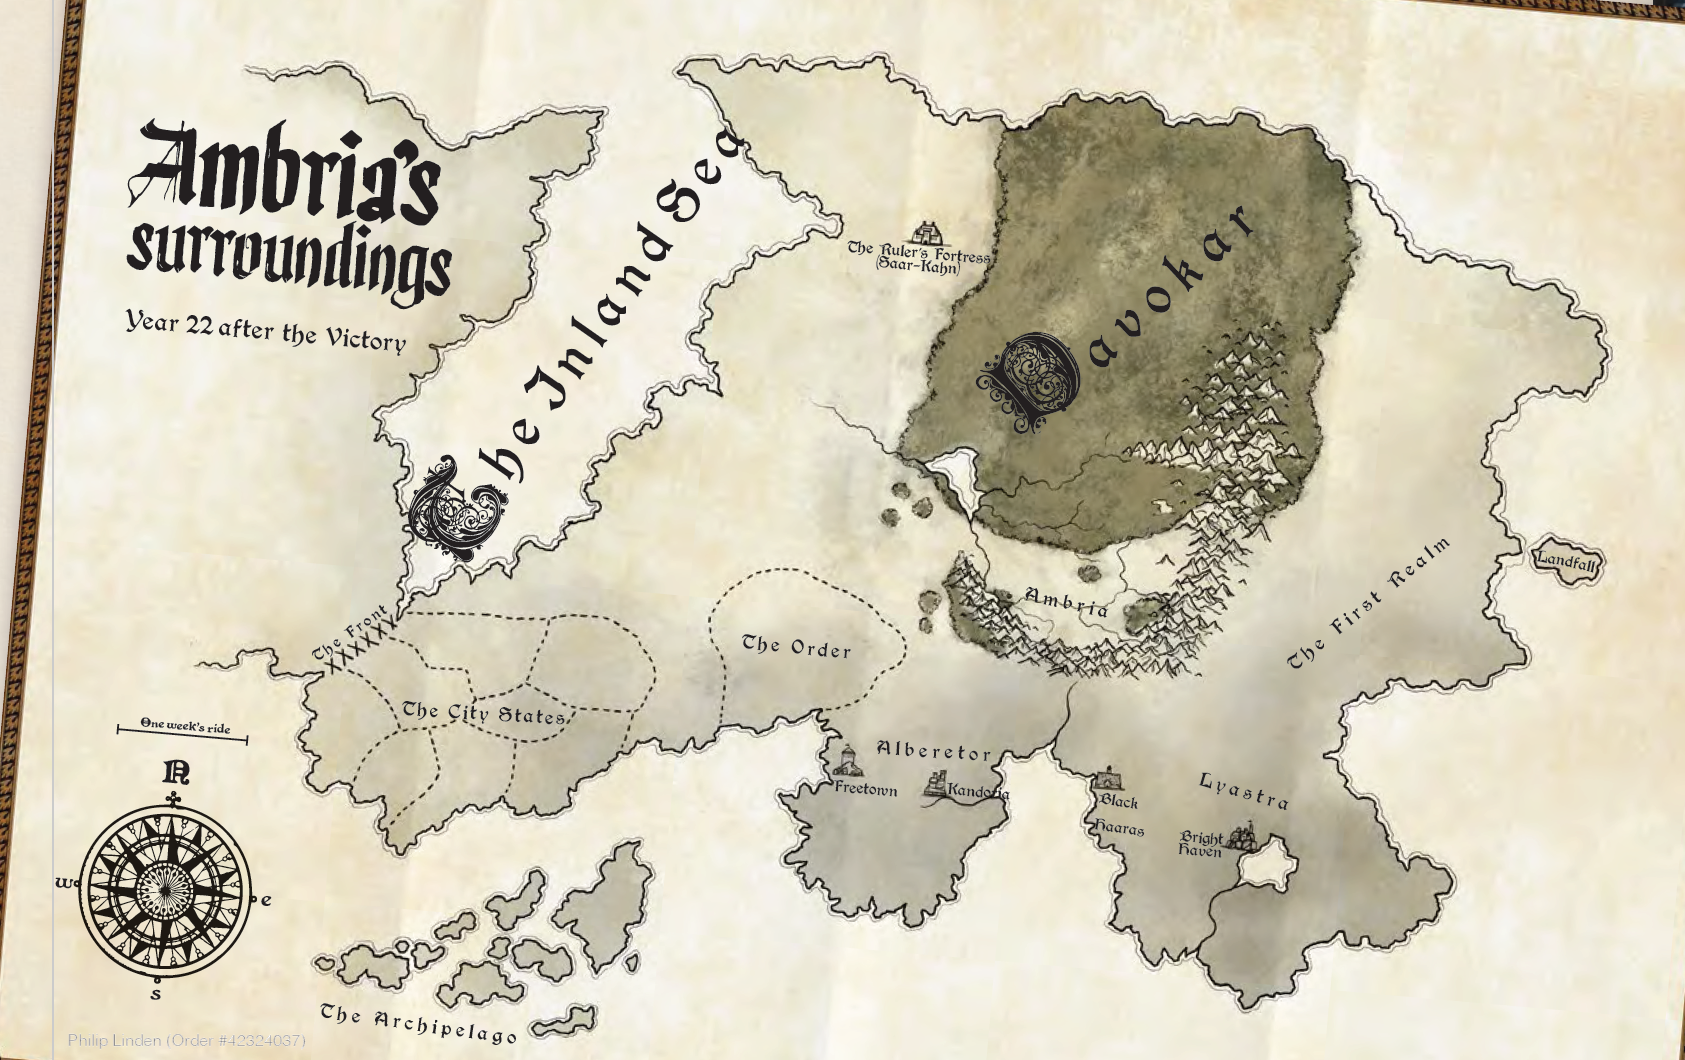 Ambria's
surroundings
Year 22 after the Victory
The Inland Sea
The Ruler's Fortress
(Saar-Kahn)
Davokar
Landfall
The First Realm
Ambria
The Front
The Order
The City States
One week's ride
N
W
e
s
Alberetor
Freetown
Kandoria
Black
Haaras
Lyastra
Bright
Haven
The Archipelago
Philip Linden (Order #42324037)